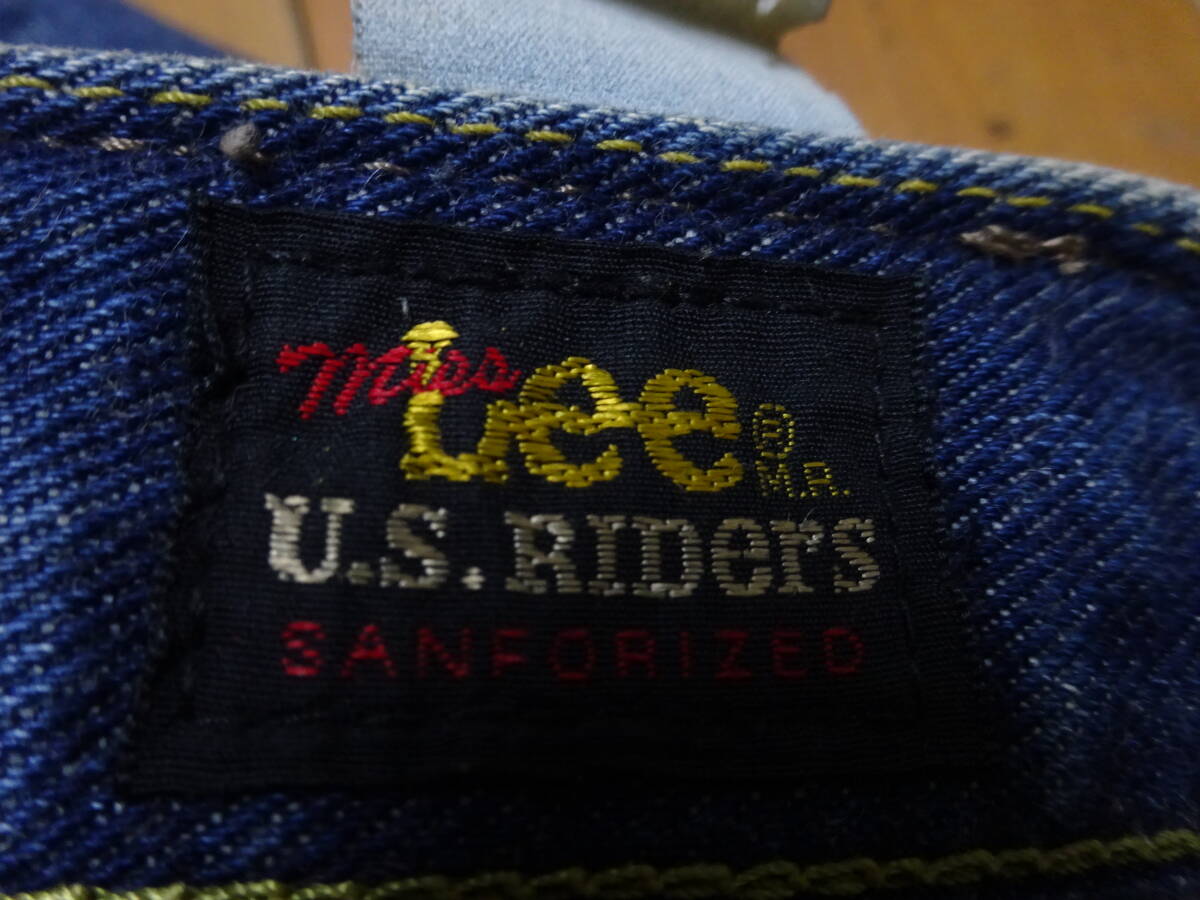 Miss Lee ®
M.R.
U.S. RIDers
SANFORIZED